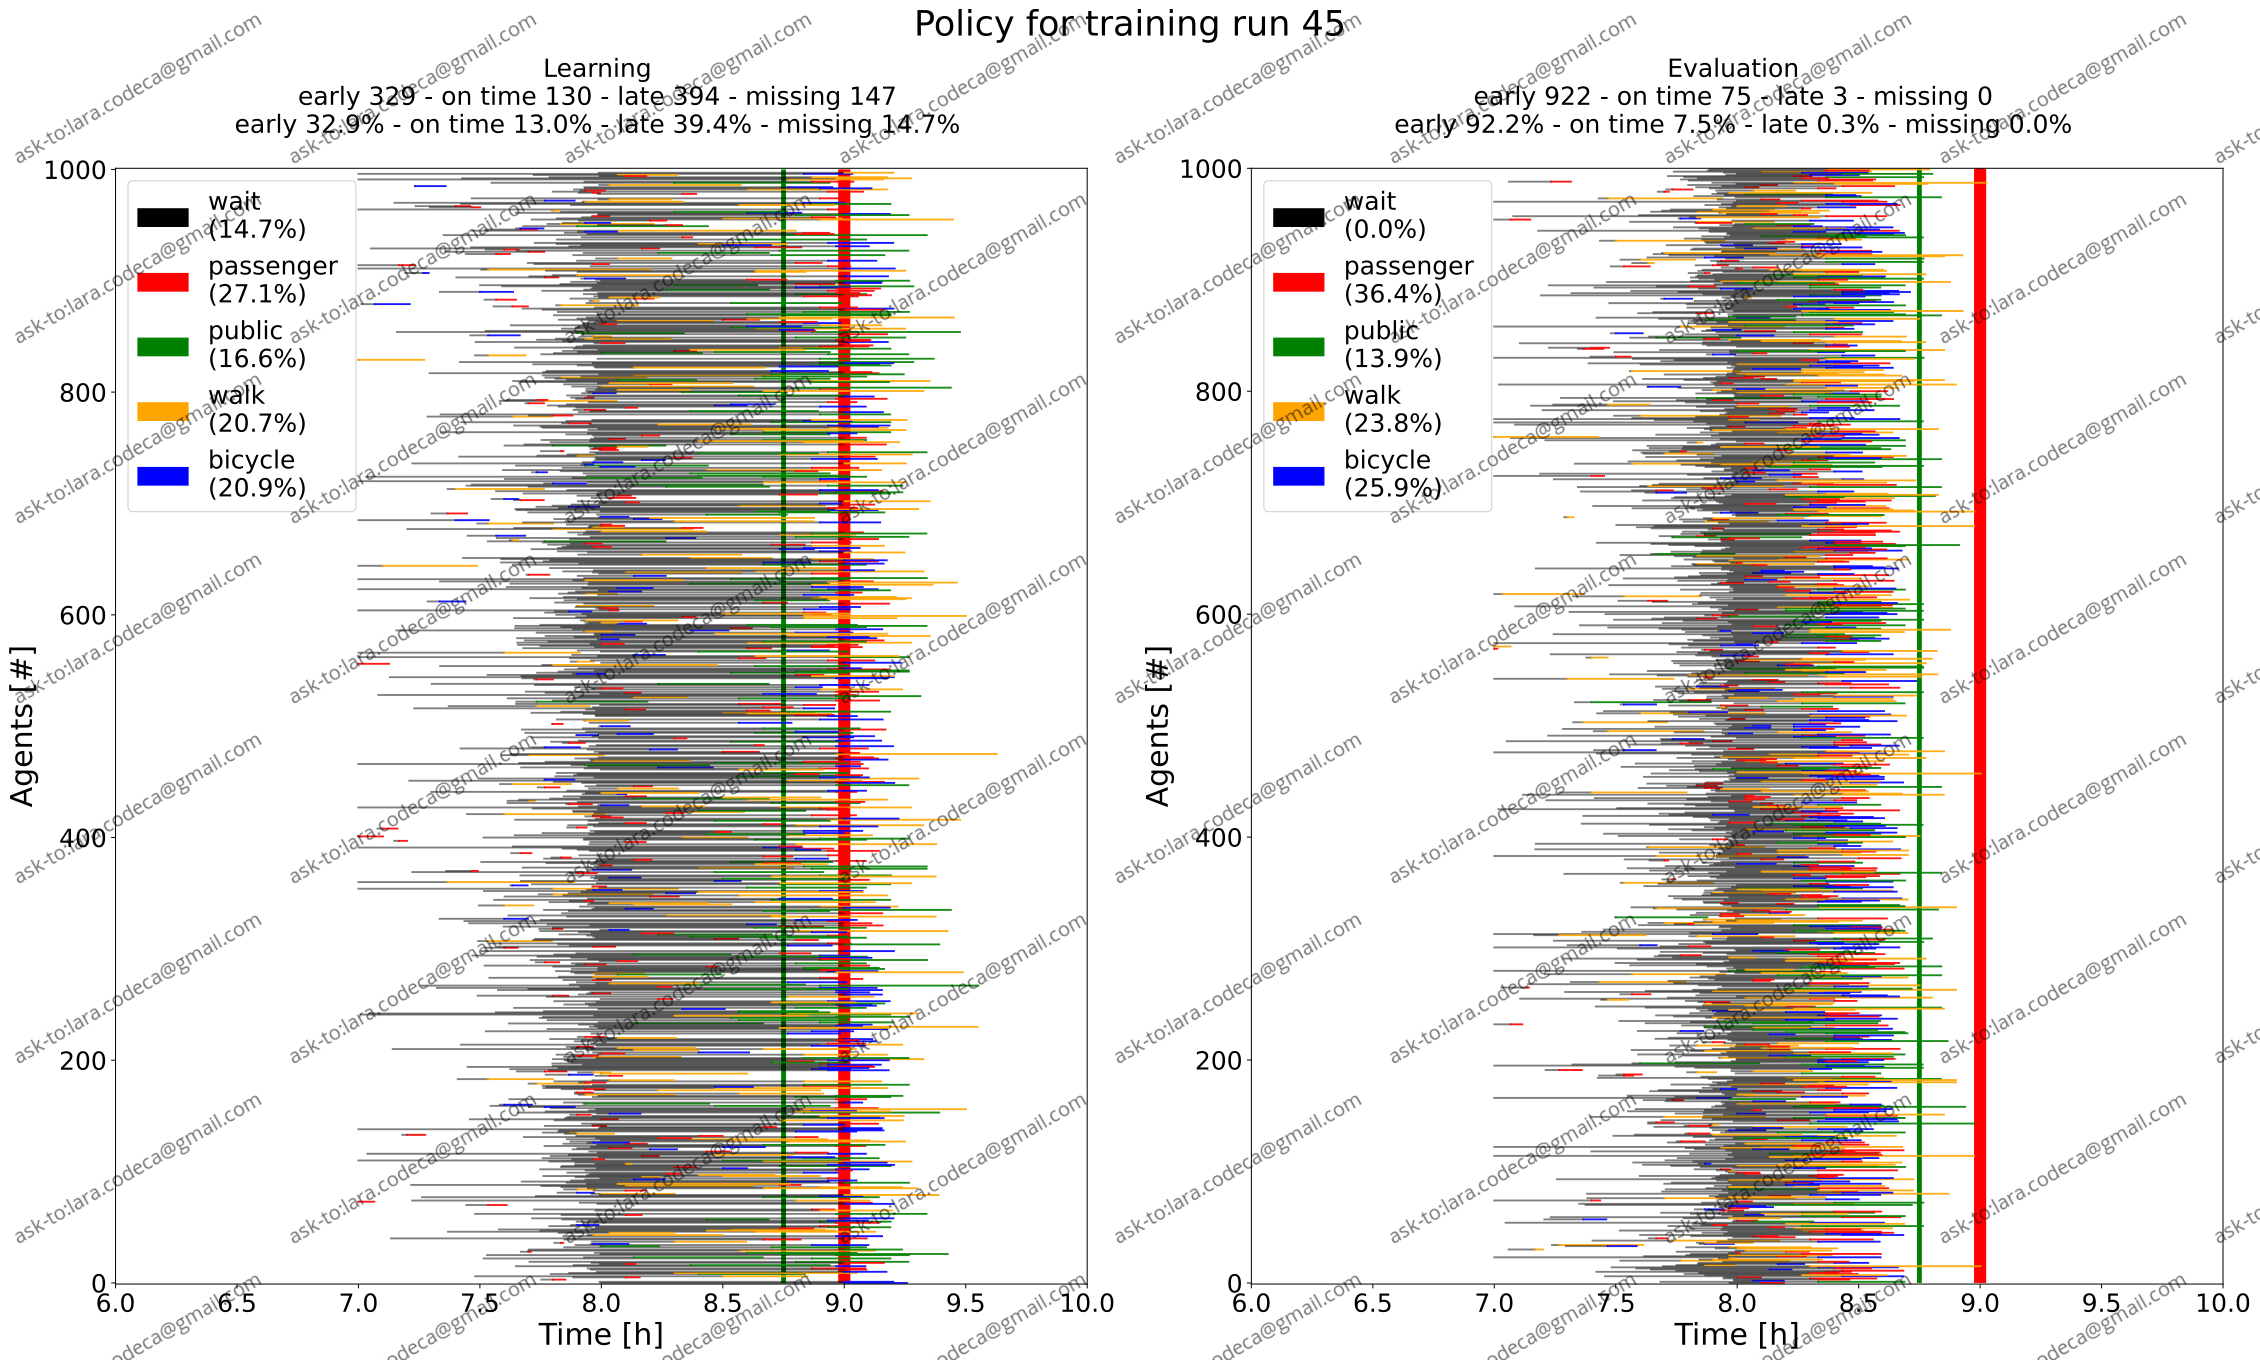 Policy for training run 45
Learning
early 329 - on time 130 - late 394 - missing 147
early 32.9% - on time 13.0% - late 39.4% - missing 14.7%
1000
800
600
400
200
0
Agents [#]
wait
(14.7%)
passenger
(27.1%)
public
(16.6%)
walk
(20.7%)
bicycle
(20.9%)
6.0 6.5 7.0 7.5 8.0 8.5 9.0 9.5 10.0
Time [h]
Evaluation
early 922 - on time 75 - late 3 - missing 0
early 92.2% - on time 7.5% - late 0.3% - missing 0.0%
1000
800
600
400
200
0
Agents [#]
wait
(0.0%)
passenger
(36.4%)
public
(13.9%)
walk
(23.8%)
bicycle
(25.9%)
6.0 6.5 7.0 7.5 8.0 8.5 9.0 9.5 10.0
Time [h]
ask-to:lara.codeca@gmail.com